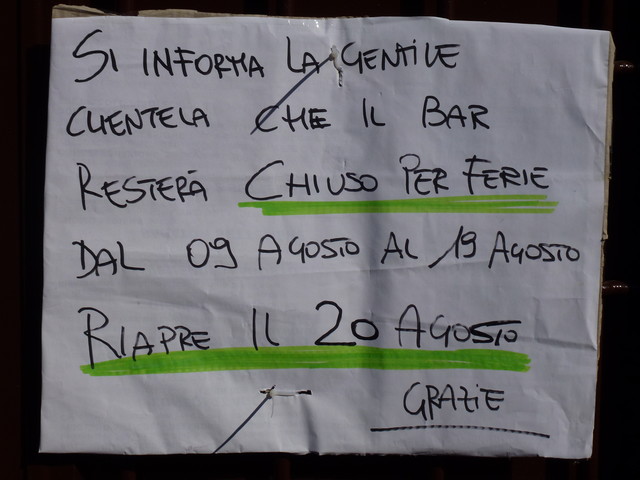 SI INFORMA LA GENTILE
CLIENTELA CHE IL BAR
RESTERÀ CHIUSO PER FERIE
DAL 09 AGOSTO AL 19 AGOSTO
RIAPRE IL 20 AGOSTO
GRAZIE